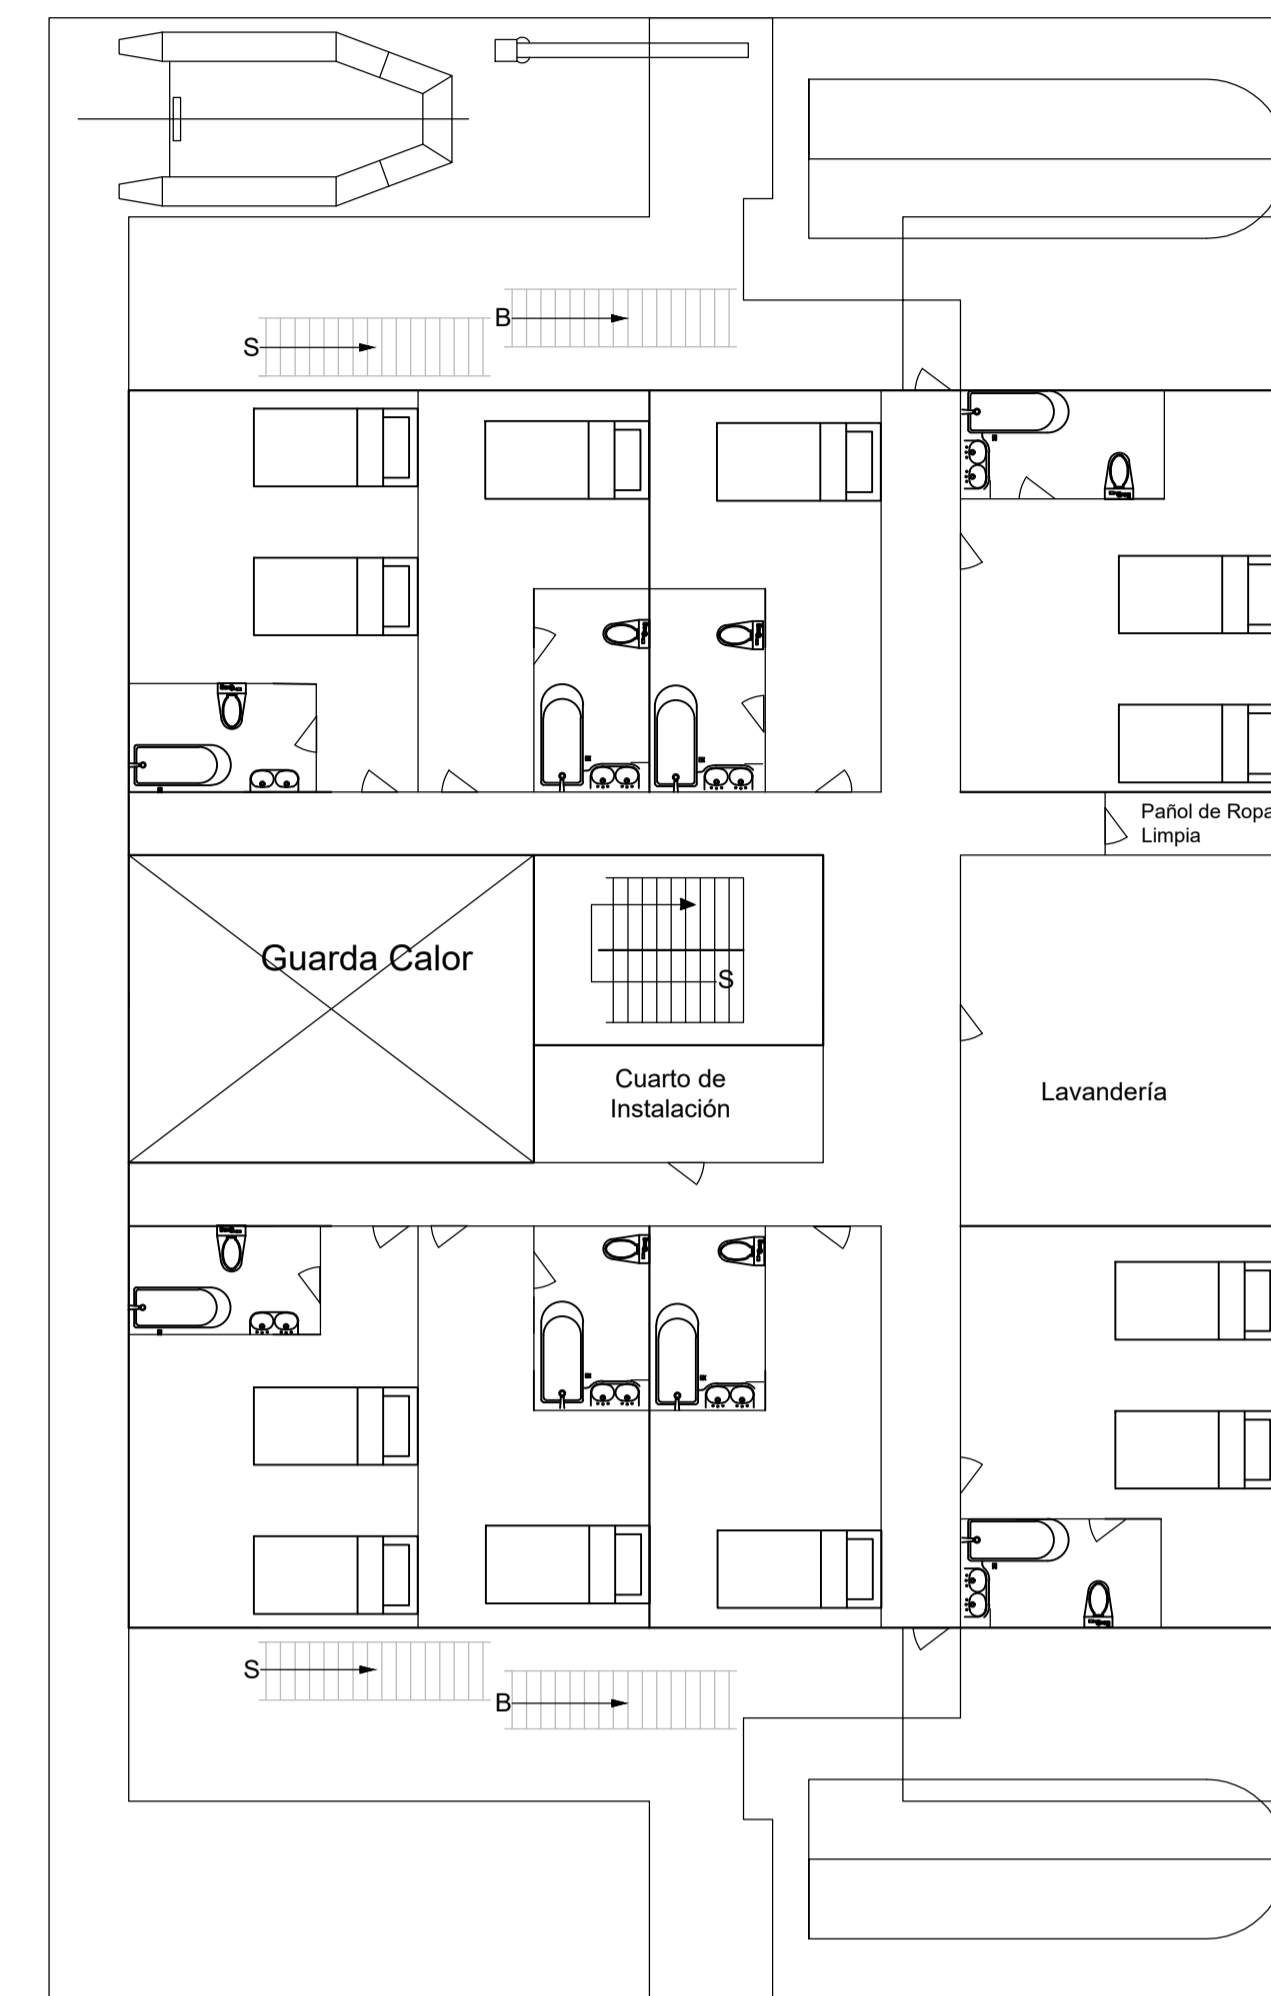 B
S
Pañol de Ropa
Limpia
Guarda Calor
S
Cuarto de
Instalación
Lavandería
S
B